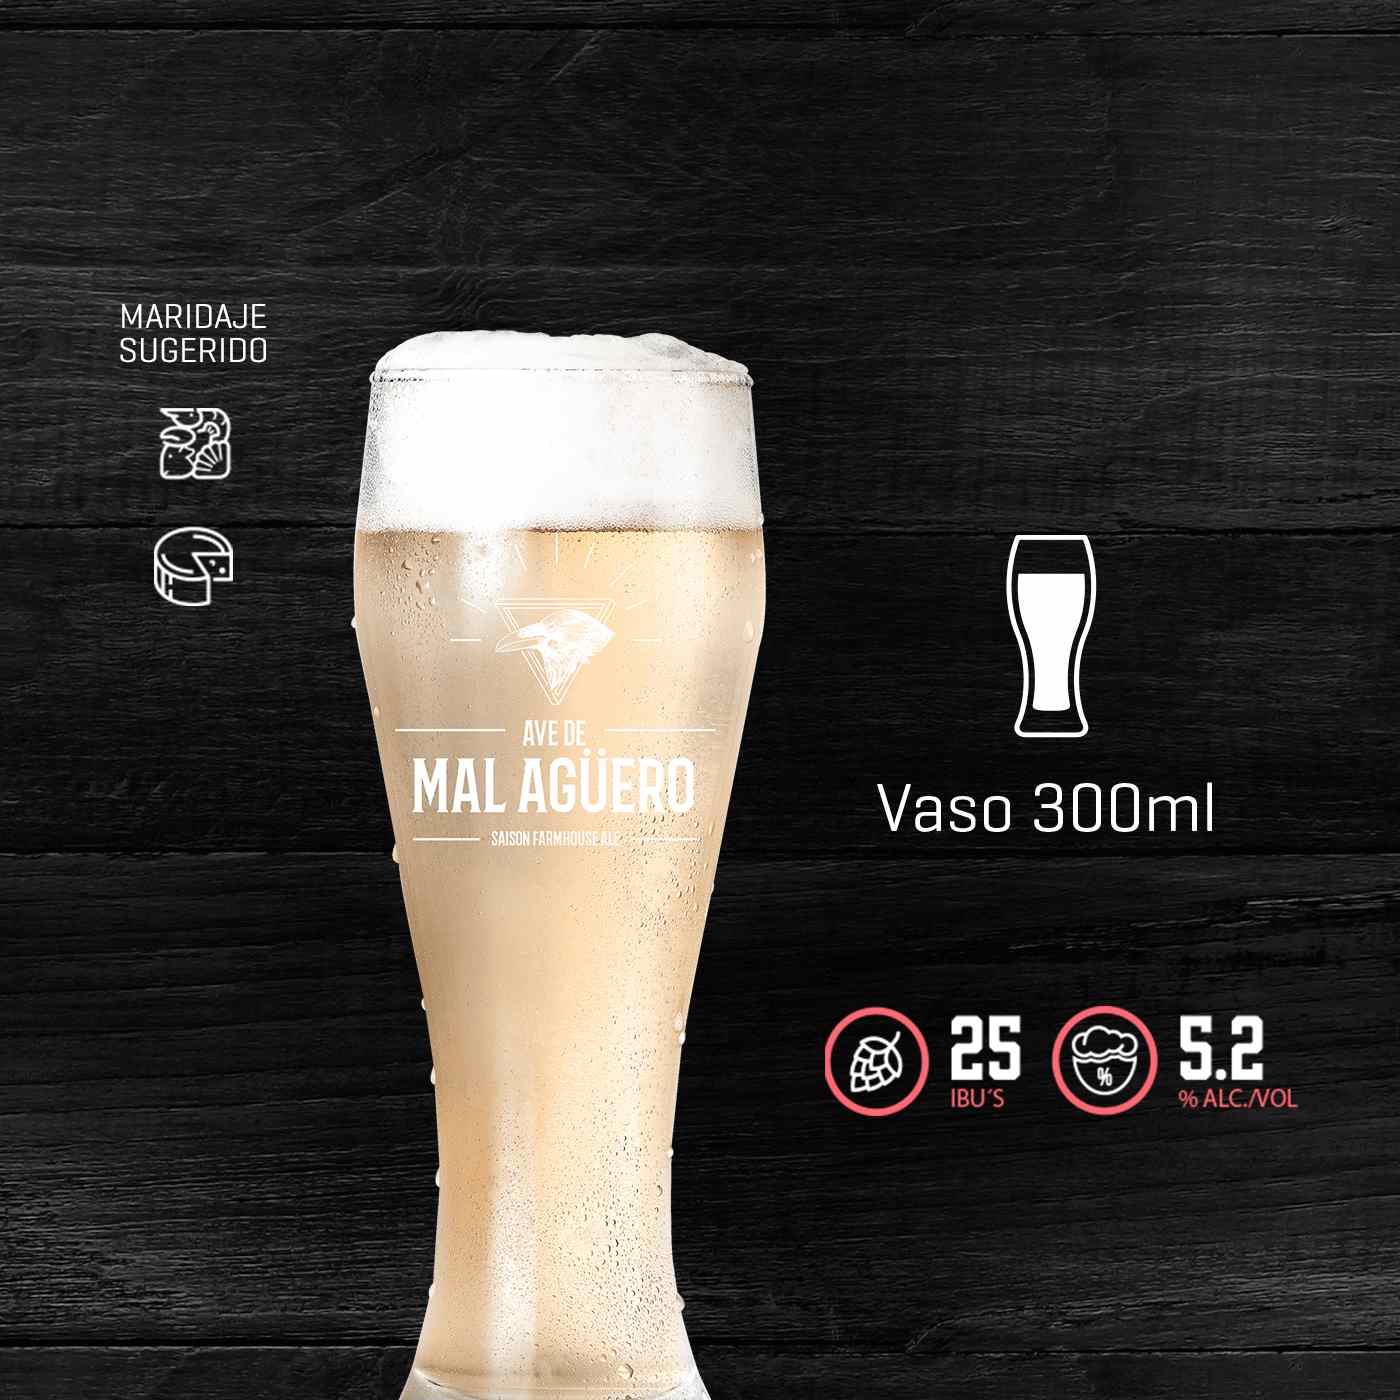 MARIDAJE
SUGERIDO
AVE DE
MAL AGÜERO
SAISON FARMHOUSE ALE
Vaso 300ml
25
IBU´S
%
5.2
% ALC./VOL